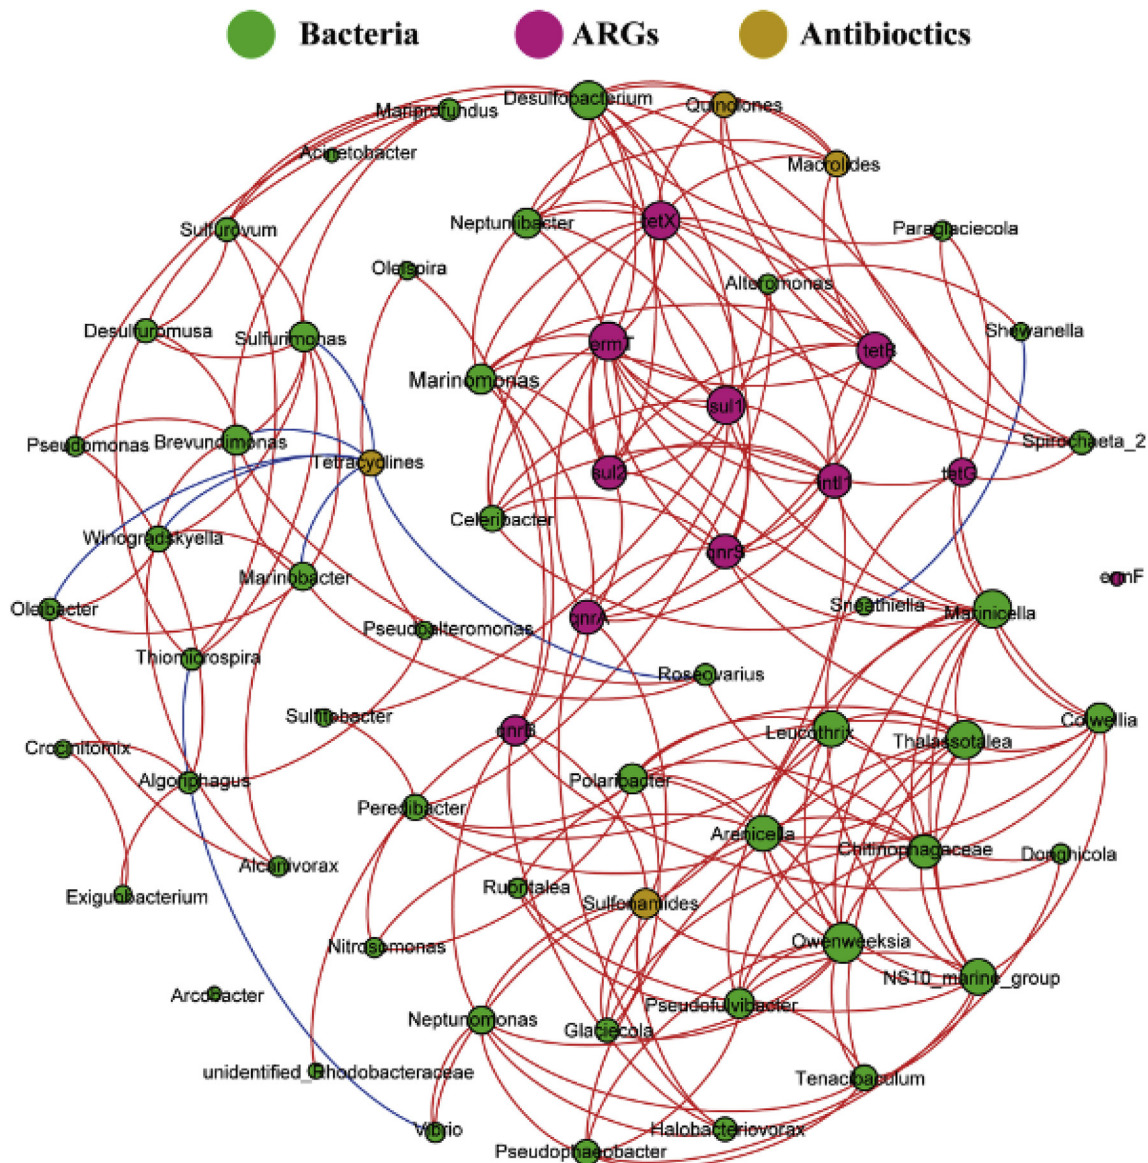 Bacteria ARGs Antibioctics
Desulfobacterium
Quinolones
Mariprofundus
Acinetobacter
Macrolides
Neptuniibacter
tetX
Sulfurovum
Paraglaciecola
Oleispira
Alteromonas
Desulfuromusa
Sulfurimonas
ermT
tetB
Shewanella
Marinomonas
sul1
Pseudomonas
Brevundimonas
Tetracyclines
sul2
intI1
tetG
Spirochaeta_2
Celeribacter
Winogradskyella
qnrS
Marinobacter
ermF
Oleibacter
Pseudoalteromonas
qnrA
Sneathiella
Marinicella
Thiomicrospira
Roseovarius
Sulfitobacter
qnrB
Leucothrix
Thalassotalea
Colwellia
Crocinitomix
Algoriphagus
Peredibacter
Polaribacter
Arenicella
Chitinophagaceae
Donghicola
Alcanivorax
Exiguobacterium
Rubritalea
Sulfonamides
Nitrosomonas
Owenweeksia
NS10_marine_group
Arcobacter
Neptunomonas
Glaciecola
Pseudofulvibacter
unidentified_Rhodobacteraceae
Tenacibaculum
Vibrio
Halobacteriovorax
Pseudophaeobacter